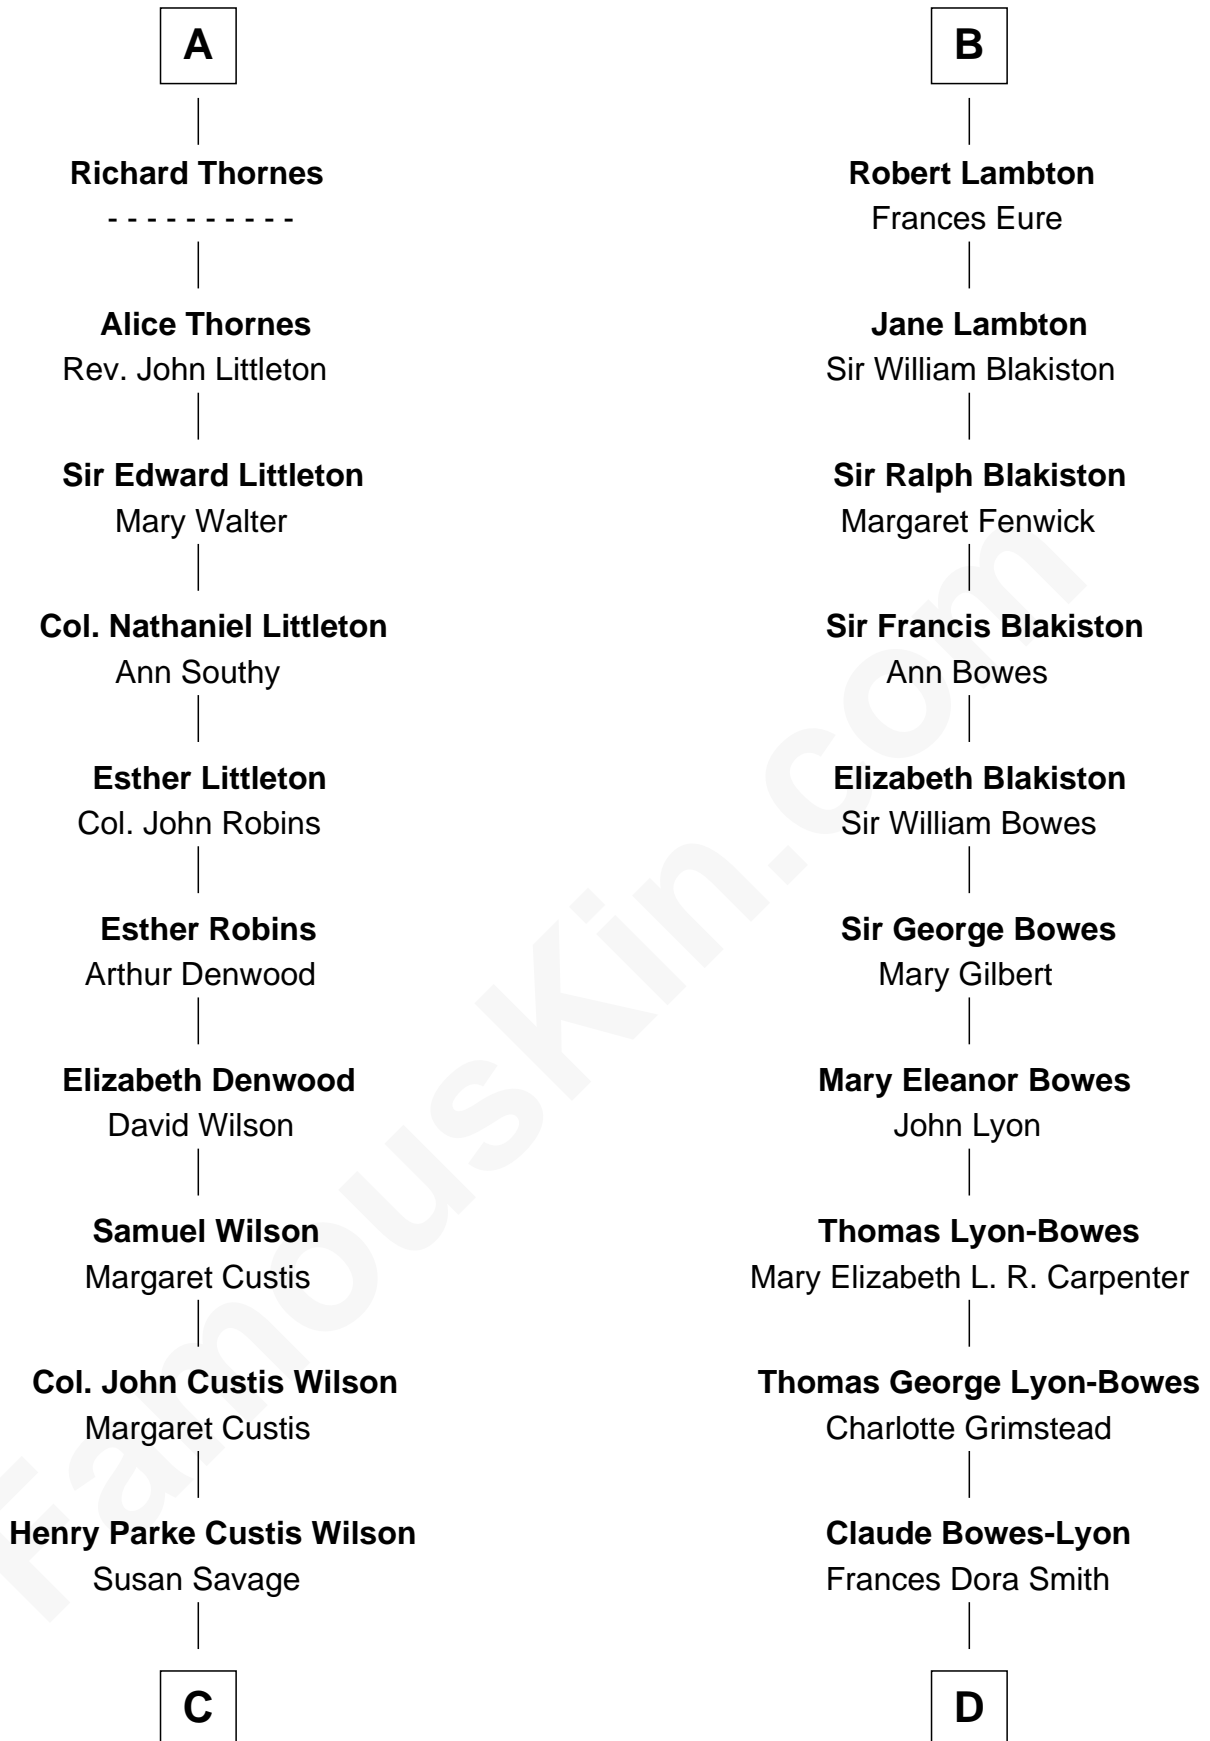 A
Richard Thornes
- - - - - - - - - -
Alice Thornes
Rev. John Littleton
Sir Edward Littleton
Mary Walter
Col. Nathaniel Littleton
Ann Southy
Esther Littleton
Col. John Robins
Esther Robins
Arthur Denwood
Elizabeth Denwood
David Wilson
Samuel Wilson
Margaret Custis
Col. John Custis Wilson
Margaret Custis
Henry Parke Custis Wilson
Susan Savage
C
B
Robert Lambton
Frances Eure
Jane Lambton
Sir William Blakiston
Sir Ralph Blakiston
Margaret Fenwick
Sir Francis Blakiston
Ann Bowes
Elizabeth Blakiston
Sir William Bowes
Sir George Bowes
Mary Gilbert
Mary Eleanor Bowes
John Lyon
Thomas Lyon-Bowes
Mary Elizabeth L. R. Carpenter
Thomas George Lyon-Bowes
Charlotte Grimstead
Claude Bowes-Lyon
Frances Dora Smith
D
FamousKin.com